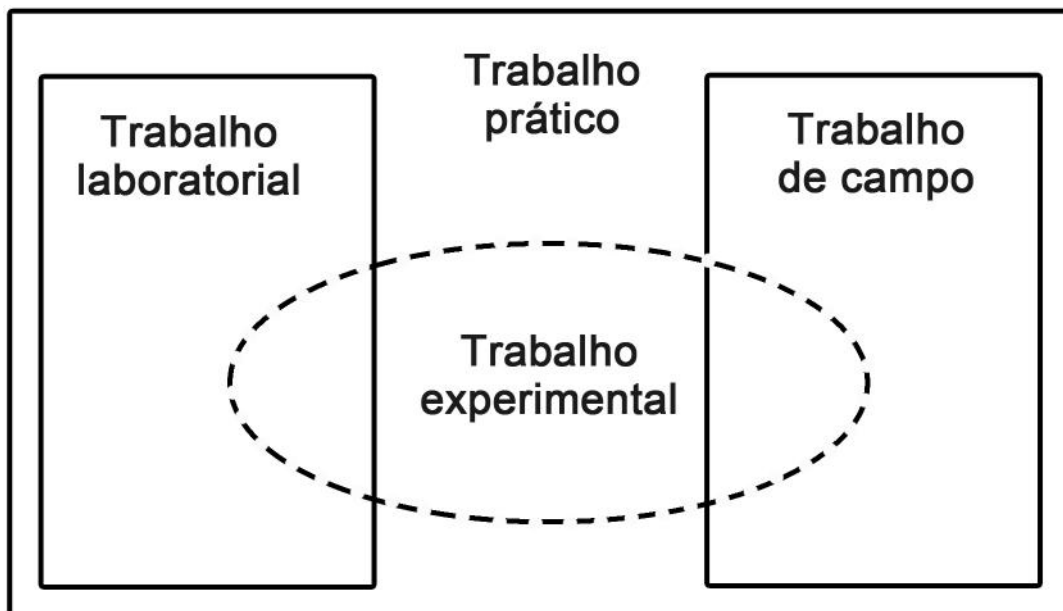 Trabalho
prático
Trabalho
laboratorial
Trabalho
de campo
Trabalho
experimental